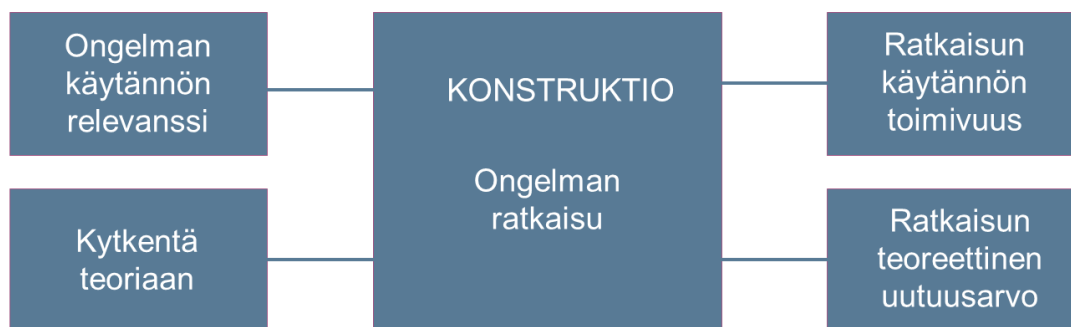 Ongelman
käytännön
relevanssi
Kytkentä
teoriaan
KONSTRUKTIO
Ongelman
ratkaisu
Ratkaisun
käytännön
toimivuus
Ratkaisun
teoreettinen
uutuusarvo